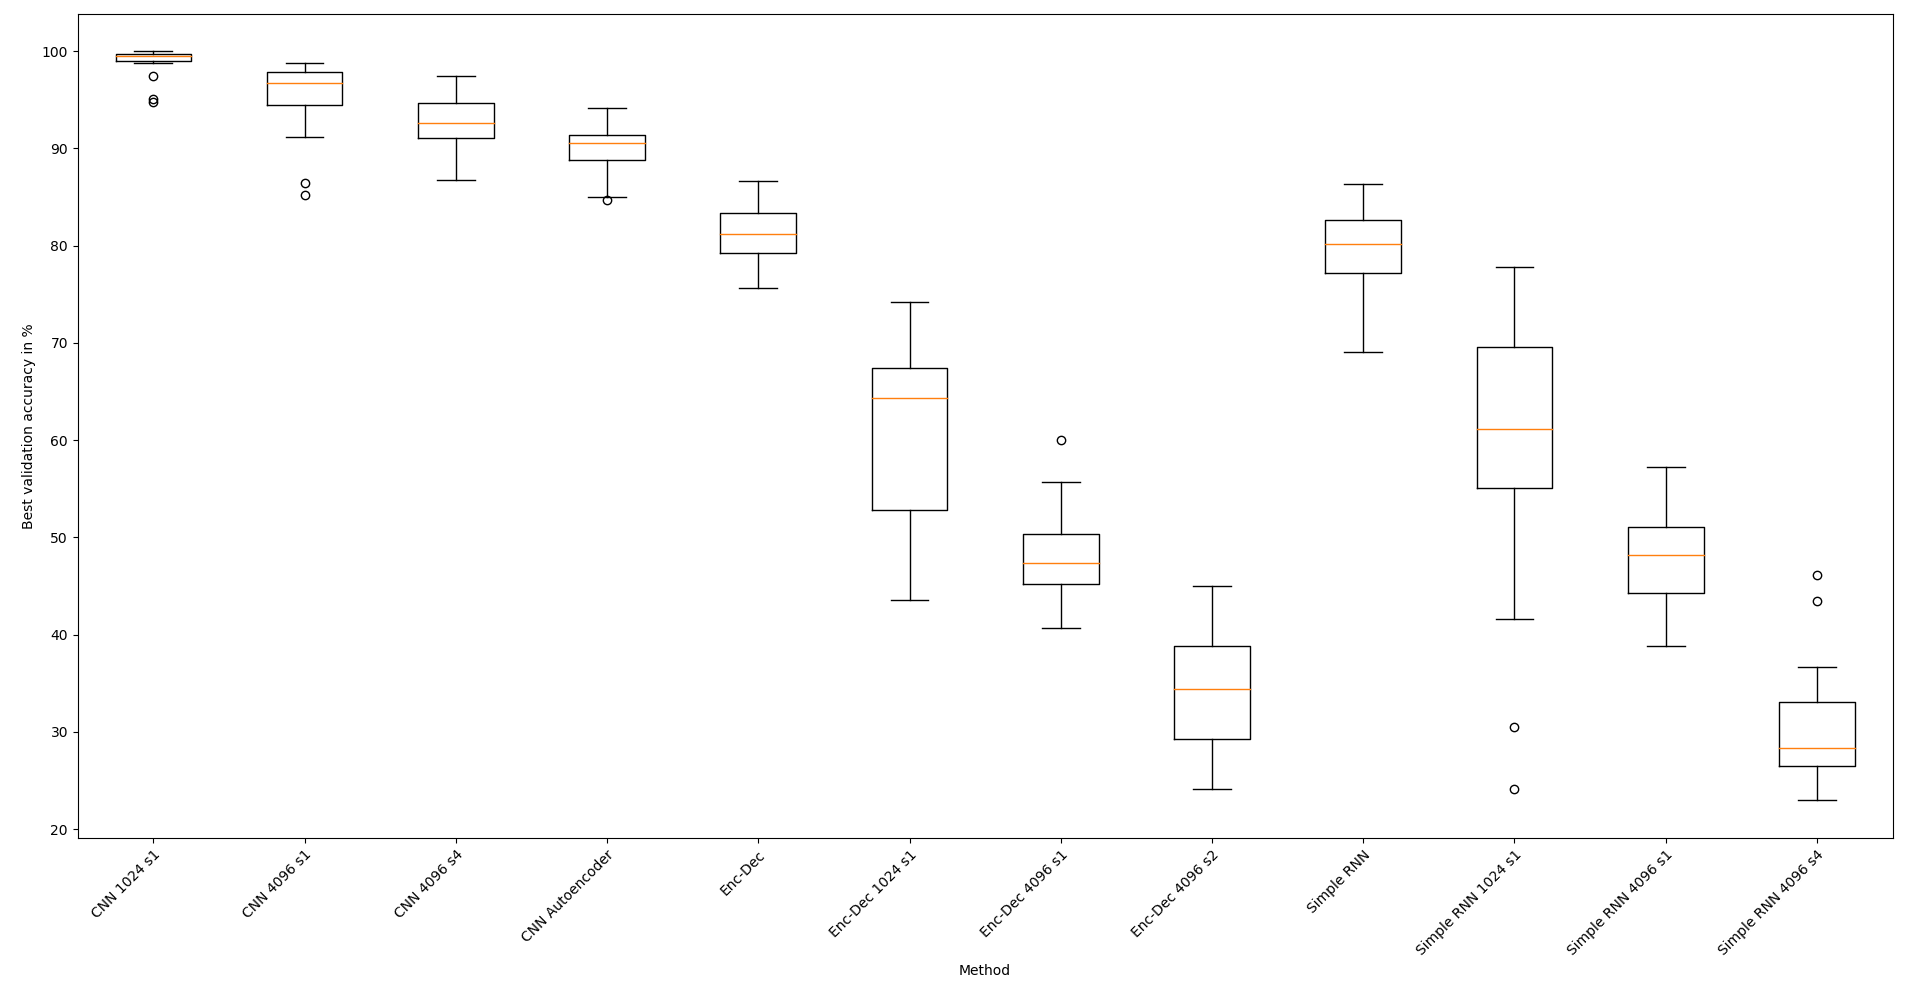 Best validation accuracy in %
100
90
80
70
60
50
40
30
20
CNN 1024 s1
CNN 4096 s1
CNN 4096 s4
CNN Autoencoder
Enc-Dec
Enc-Dec 1024 s1
Enc-Dec 4096 s1
Enc-Dec 4096 s2
Simple RNN
Simple RNN 1024 s1
Simple RNN 4096 s1
Simple RNN 4096 s4
Method